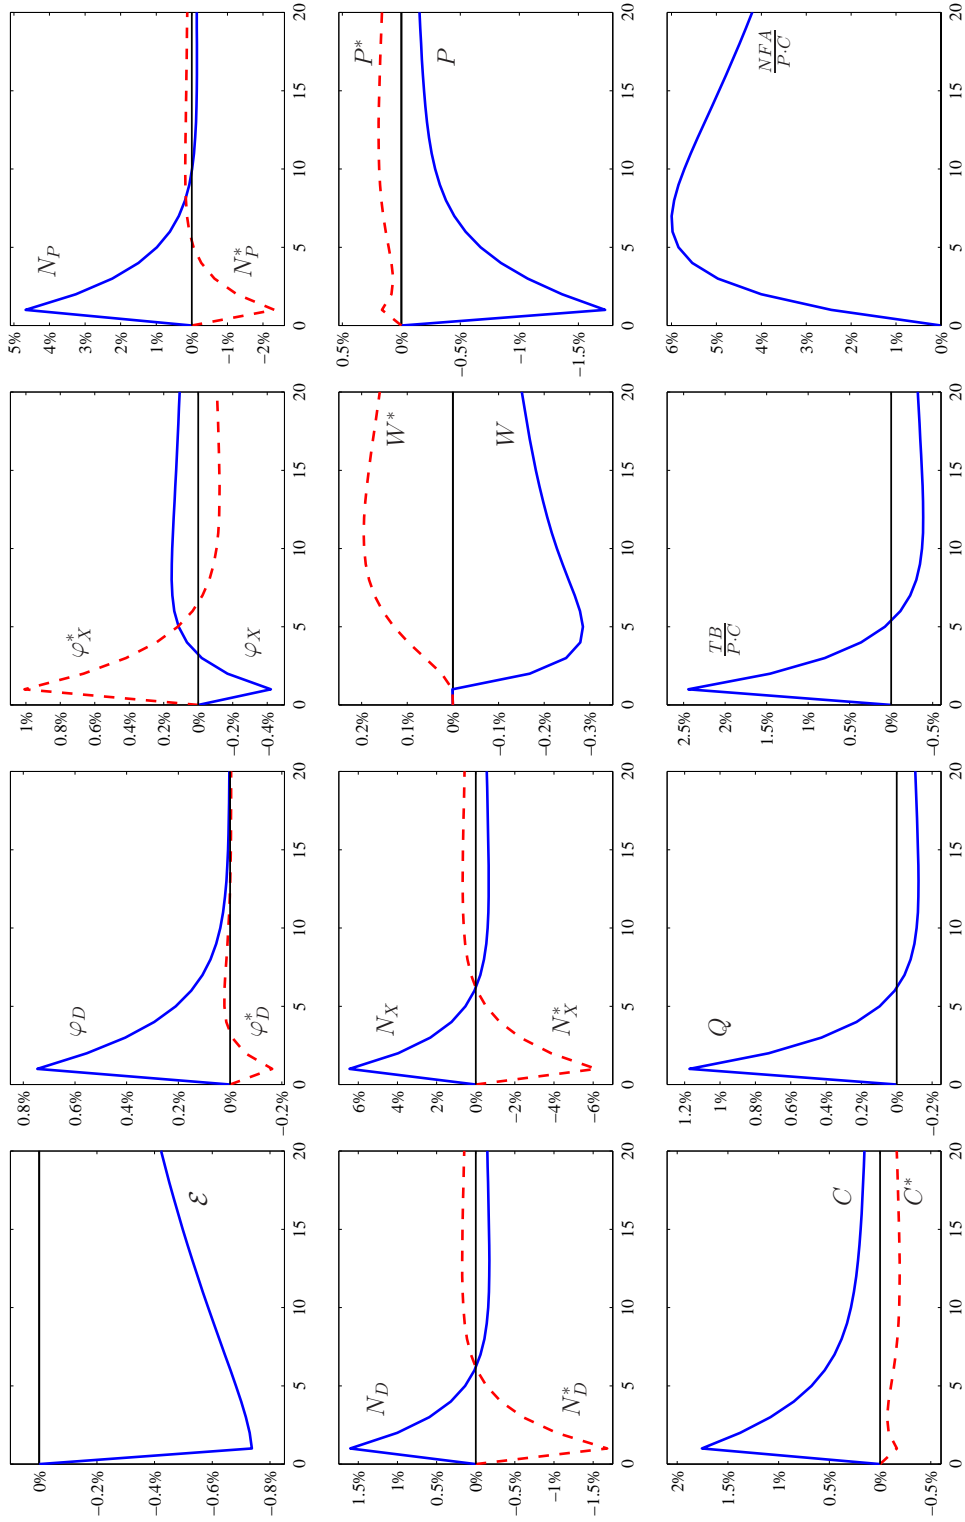 0%
−0.2%
−0.4%
−0.6%
−0.8%
ℰ
0 5 10 15 20
0.8%
0.6%
0.4%
0.2%
0%
−0.2%
φ_D
φ_D^*
0 5 10 15 20
1%
0.8%
0.6%
0.4%
0.2%
0%
−0.2%
−0.4%
φ_X^*
φ_X
0 5 10 15 20
5%
4%
3%
2%
1%
0%
−1%
−2%
N_P
N_P^*
0 5 10 15 20
1.5%
1%
0.5%
0%
−0.5%
−1%
−1.5%
N_D
N_D^*
0 5 10 15 20
6%
4%
2%
0%
−2%
−4%
−6%
N_X
N_X^*
0 5 10 15 20
0.2%
0.1%
0%
−0.1%
−0.2%
−0.3%
W^*
W
0 5 10 15 20
0.5%
0%
−0.5%
−1%
−1.5%
P^*
P
0 5 10 15 20
2%
1.5%
1%
0.5%
0%
−0.5%
C
C^*
0 5 10 15 20
1.2%
1%
0.8%
0.6%
0.4%
0.2%
0%
−0.2%
Q
0 5 10 15 20
2.5%
2%
1.5%
1%
0.5%
0%
−0.5%
TB
P·C
0 5 10 15 20
6%
5%
4%
3%
2%
1%
0%
NFA
P·C
0 5 10 15 20